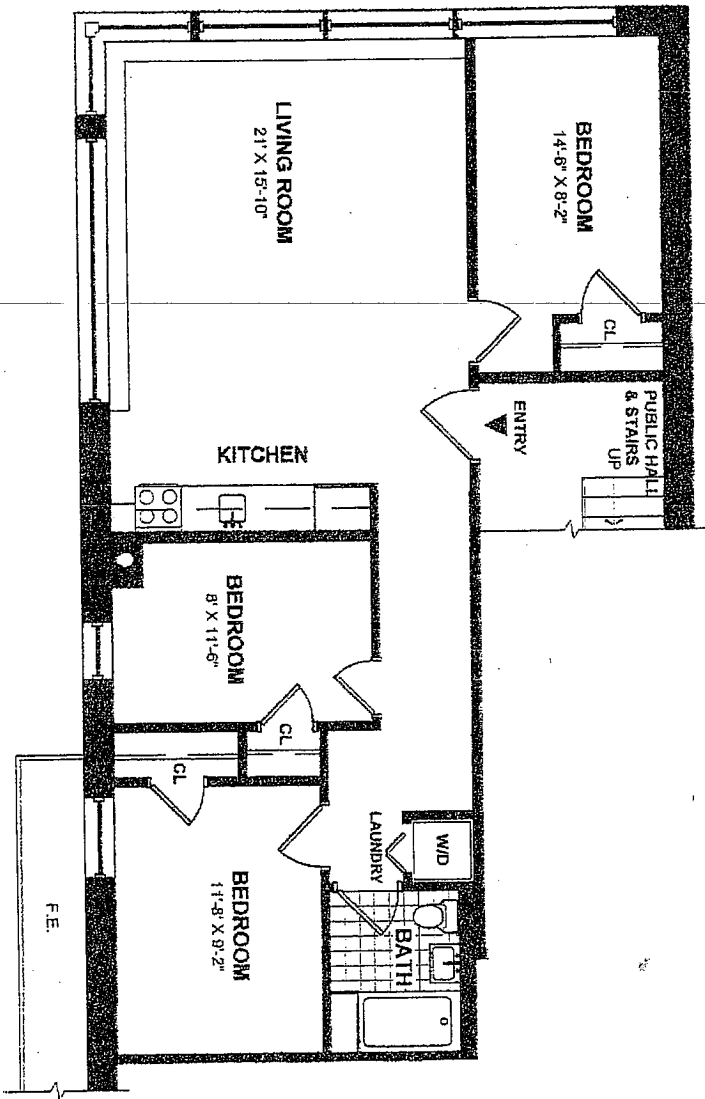 BEDROOM
14'-6" X 8'-2"
CL
PUBLIC HALL
& STAIRS
UP
ENTRY
LIVING ROOM
21' X 15'-10"
KITCHEN
BEDROOM
8' X 11'-6"
CL
CL
LAUNDRY
W/D
BATH
BEDROOM
11'-8' X 9'-2"
F.E.